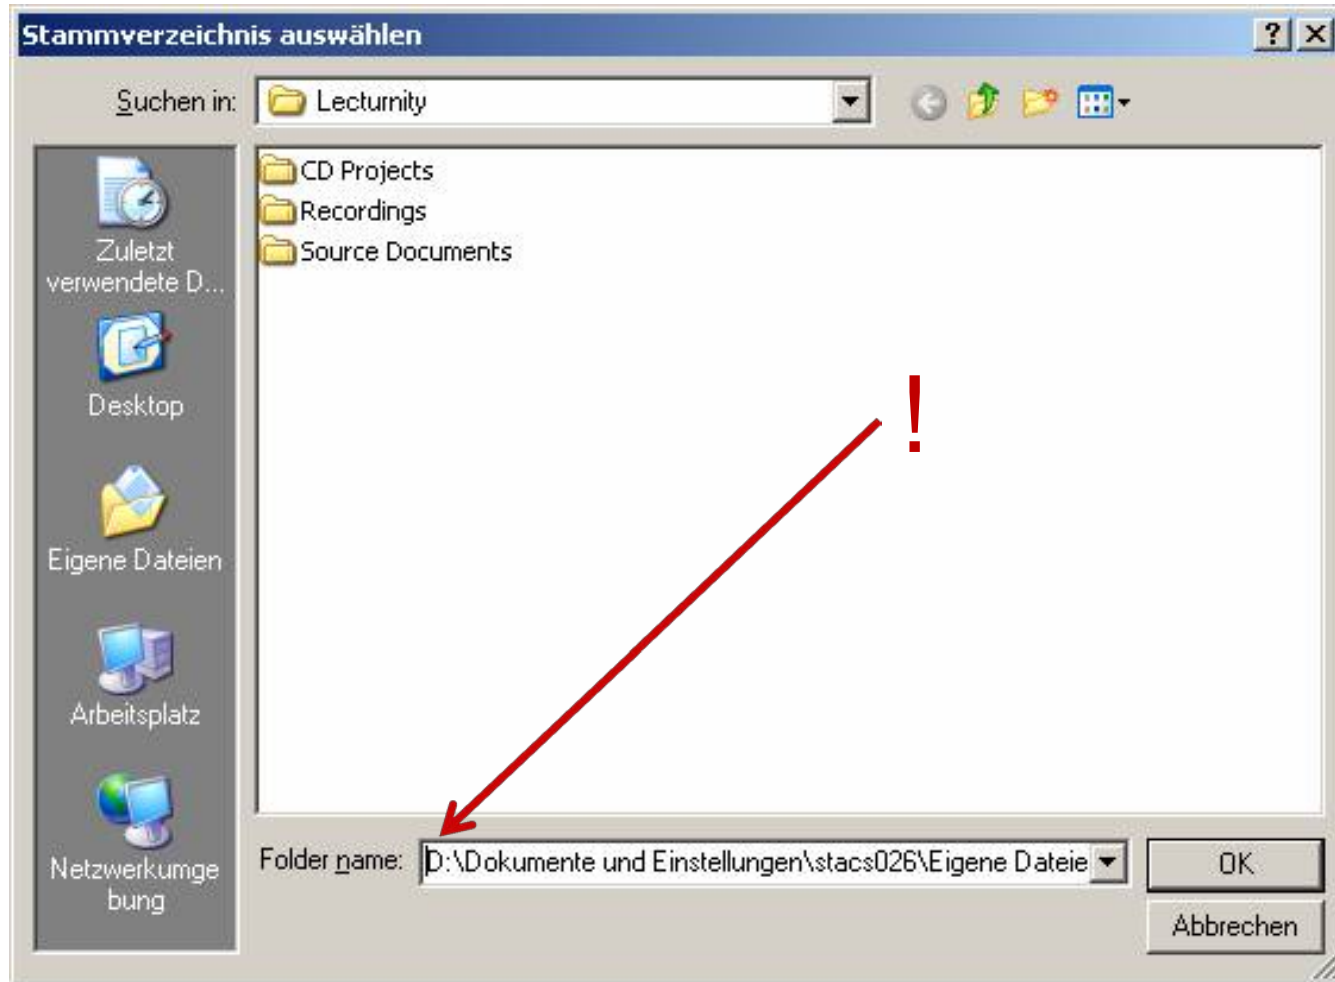 Stammverzeichnis auswählen
Suchen in:
Lecturnity
CD Projects
Recordings
Source Documents
Zuletzt
verwendete D...
Desktop
Eigene Dateien
Arbeitsplatz
Netzwerkumge
bung
!
Folder name:
D:\Dokumente und Einstellungen\stacs026\Eigene Dateie
OK
Abbrechen